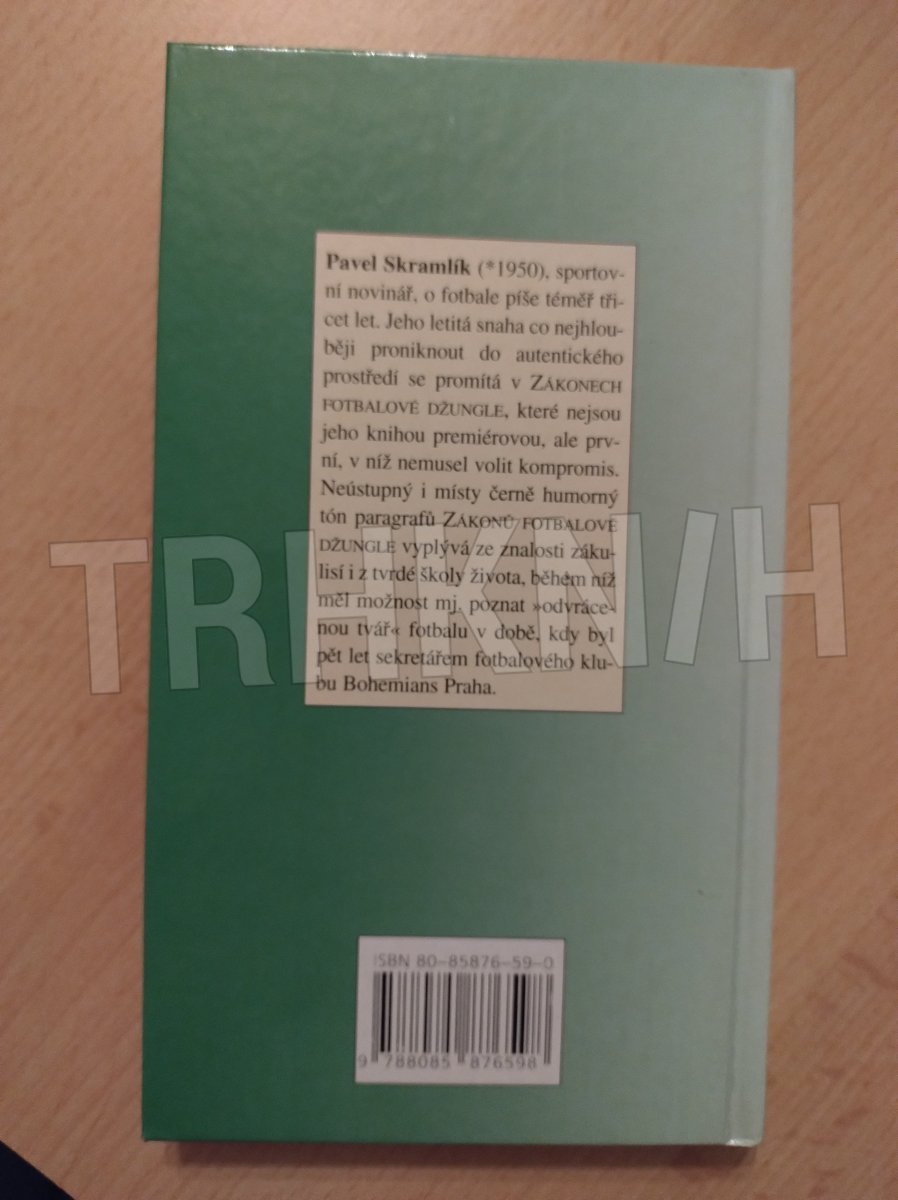 Pavel Skramlík (*1950), sportov-
ní novinář, o fotbale píše téměř tři-
cet let. Jeho letitá snaha co nejhlou-
běji proniknout do autentického
prostředí se promítá v ZÁKONECH
FOTBALOVÉ DŽUNGLE, které nejsou
jeho knihou premiérovou, ale prv-
ní, v níž nemusel volit kompromis.
Neústupný i místy černě humorný
tón paragrafů ZÁKONŮ FOTBALOVÉ
DŽUNGLE vyplývá ze znalosti záku-
lisí i z tvrdé školy života, během níž
měl možnost mj. poznat »odvráce-
nou tvář« fotbalu v době, kdy byl
pět let sekretářem fotbalového klu-
bu Bohemians Praha.
TREHKNIH
ISBN 80-85876-59-0
9 788085 876598